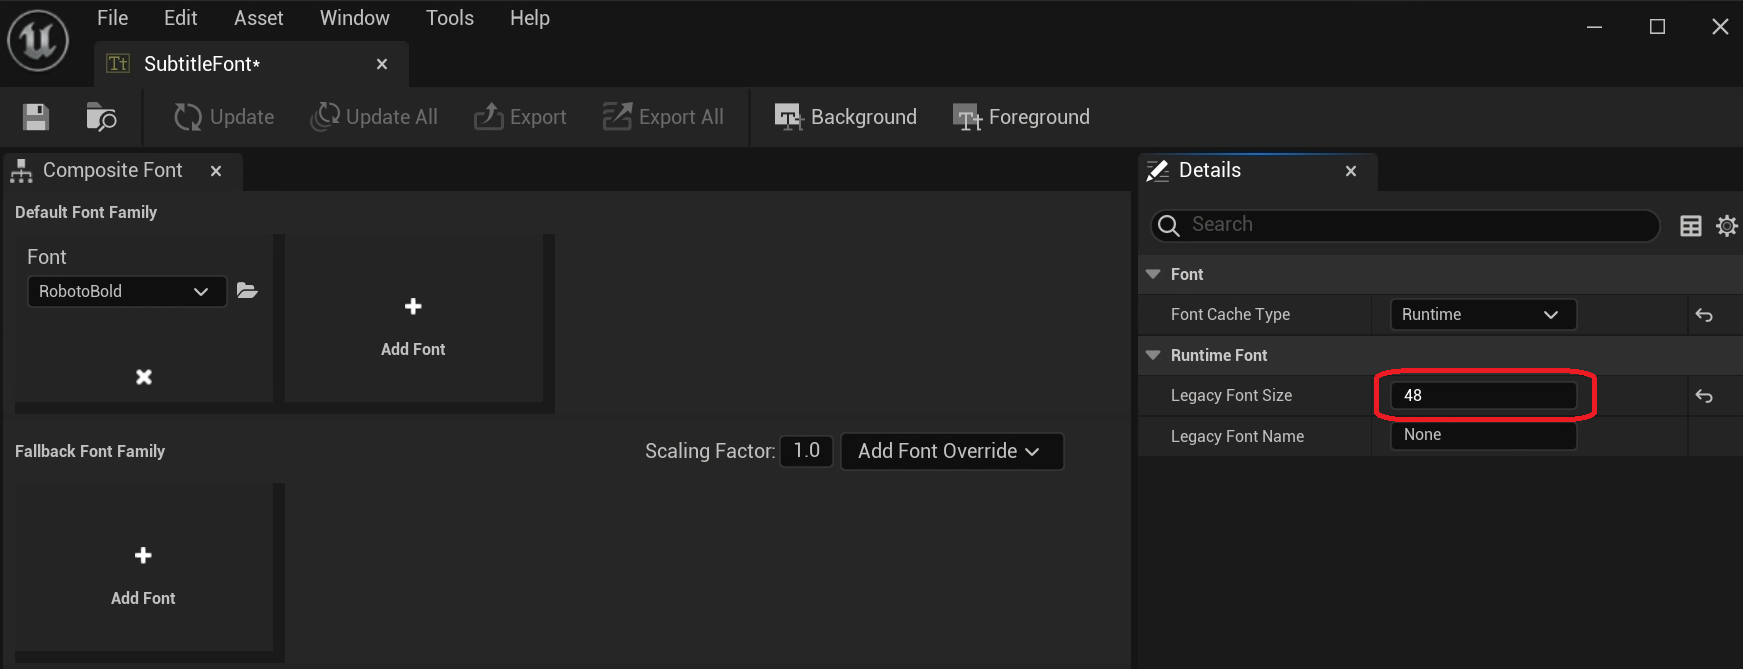 File Edit Asset Window Tools Help
SubtitleFont*
Update Update All Export Export All Background Foreground
Composite Font
Default Font Family
Font
RobotoBold
Add Font
Fallback Font Family Scaling Factor: 1.0 Add Font Override
Add Font
Details
Search
Font
Font Cache Type Runtime
Runtime Font
Legacy Font Size 48
Legacy Font Name None